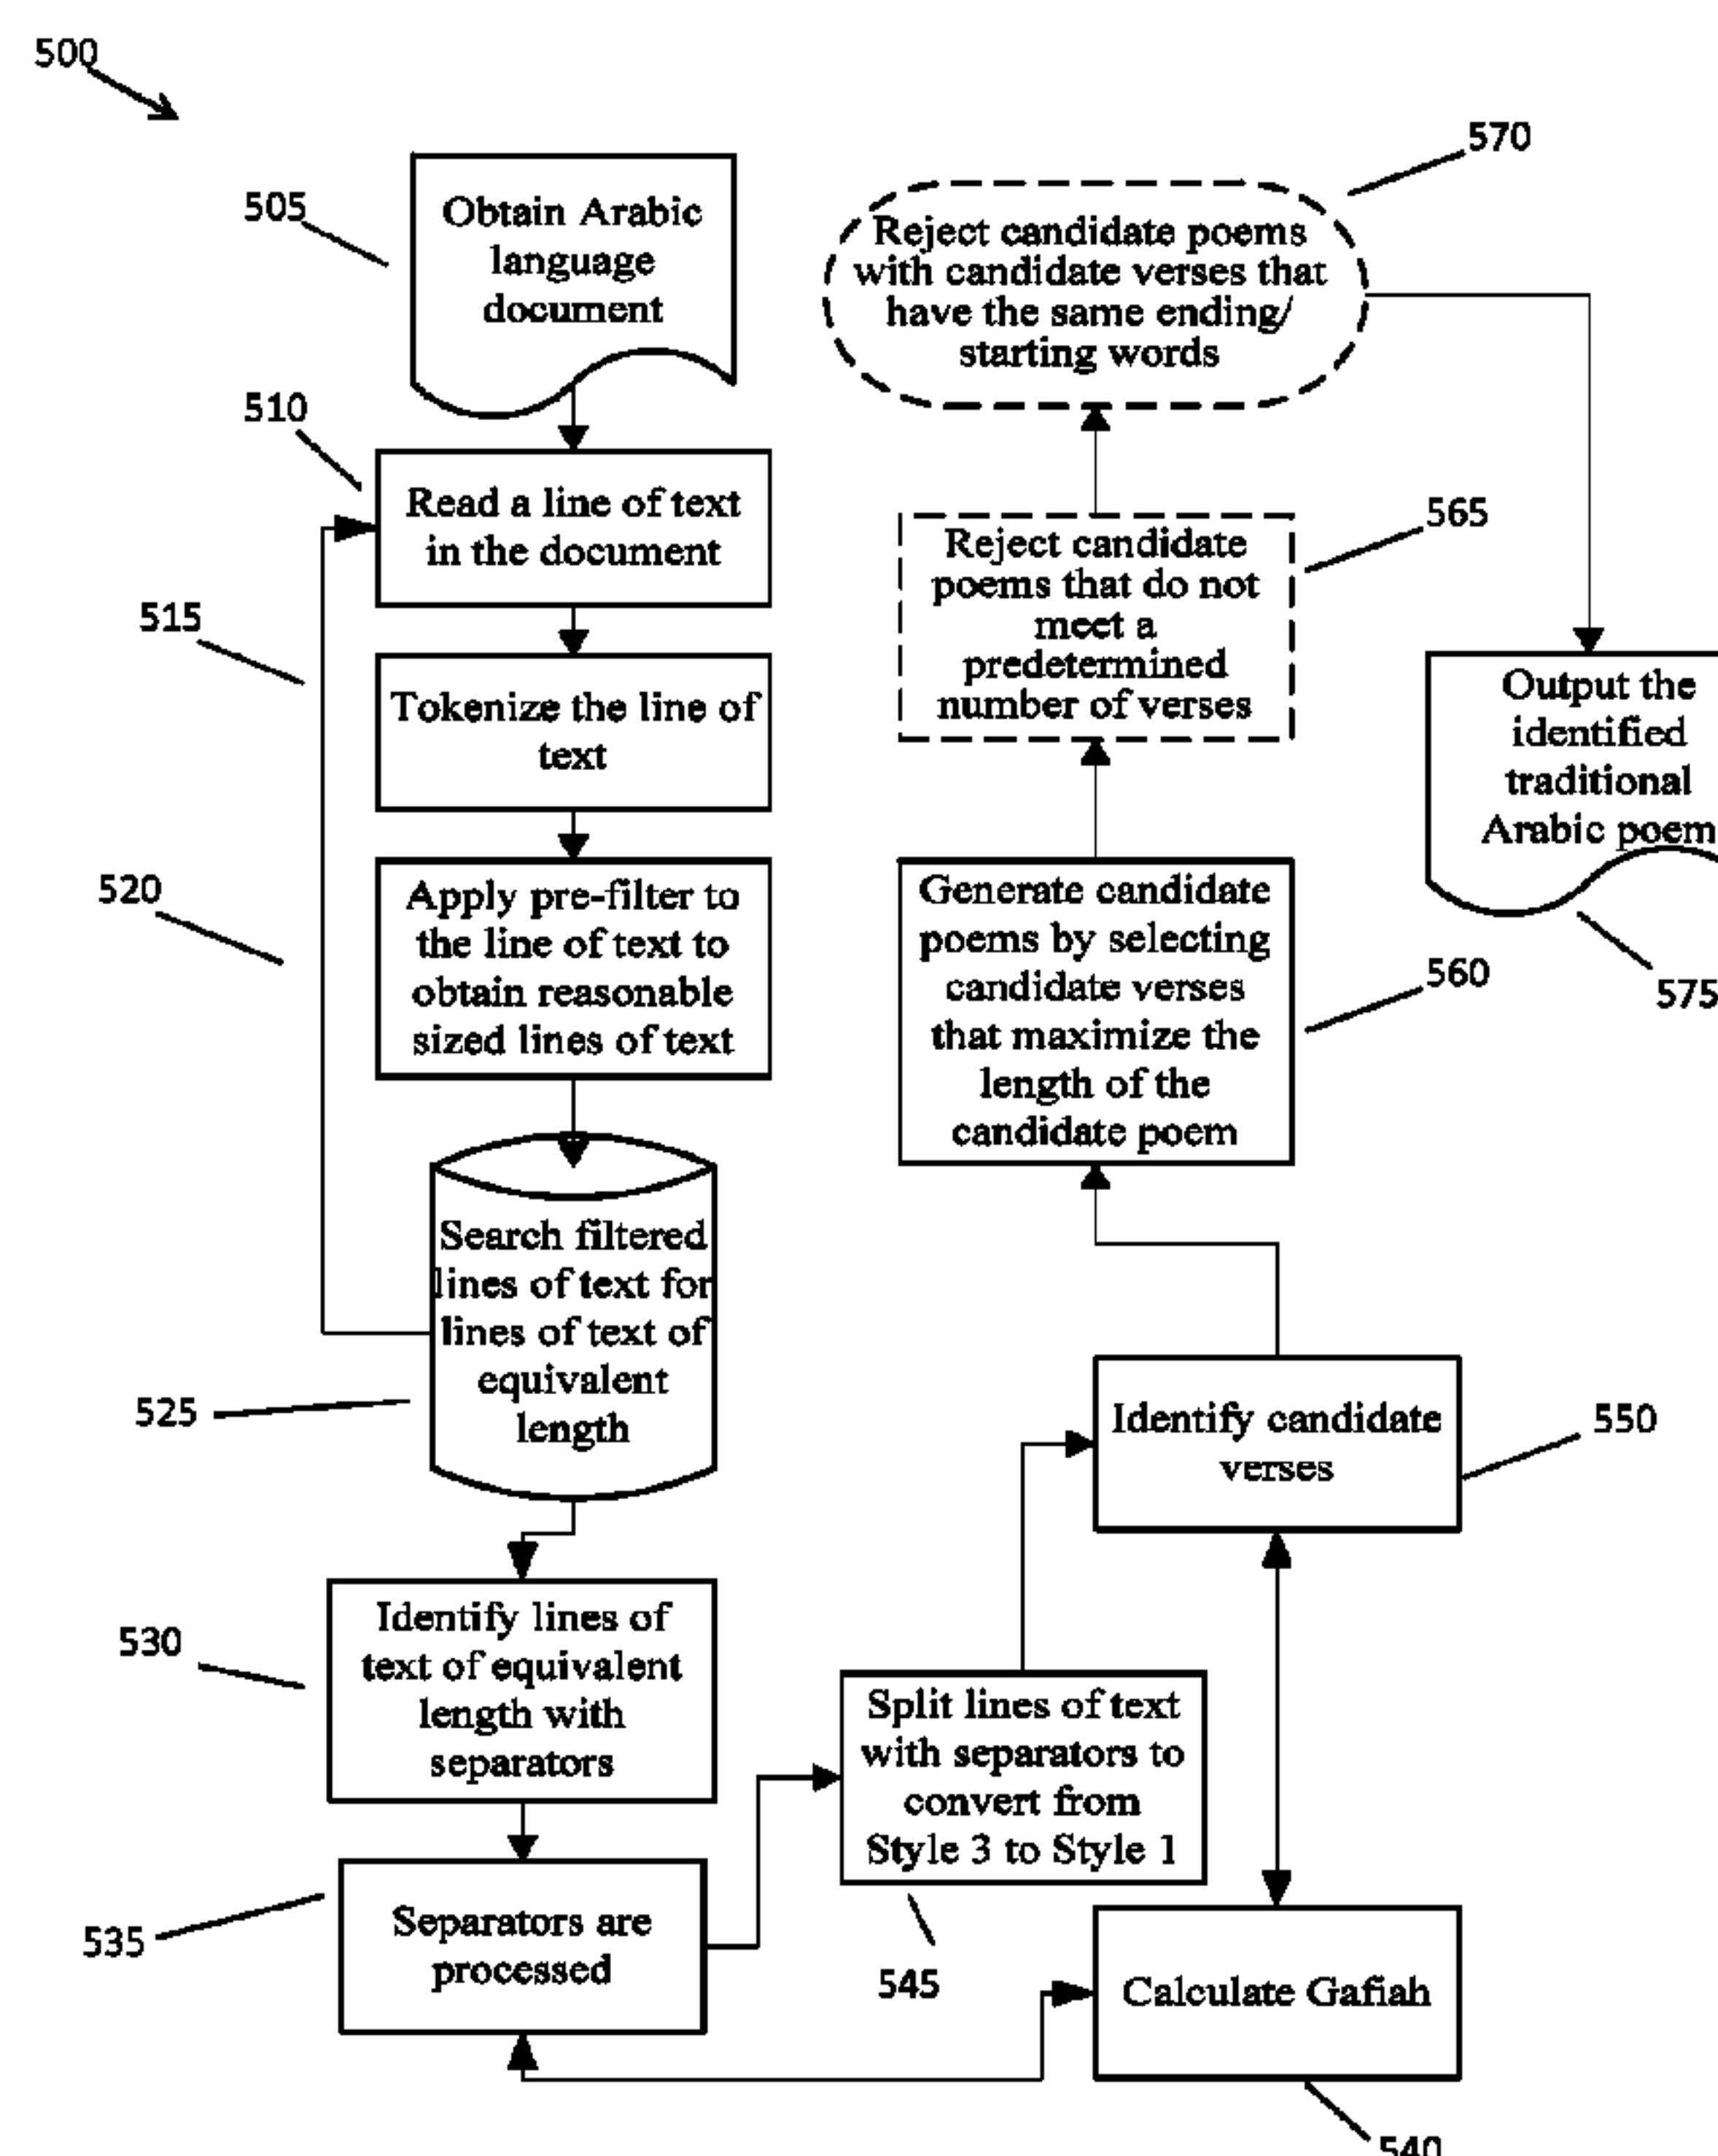 500
505
Obtain Arabic
language
document
510
Read a line of text
in the document
515
Tokenize the line of
text
520
Apply pre-filter to
the line of text to
obtain reasonable
sized lines of text
525
Search filtered
lines of text for
lines of text of
equivalent
length
530
Identify lines of
text of equivalent
length with
separators
535
Separators are
processed
545
Split lines of text
with separators to
convert from
Style 3 to Style 1
540
Calculate Gafiah
550
Identify candidate
verses
560
Generate candidate
poems by selecting
candidate verses
that maximize the
length of the
candidate poem
565
Reject candidate
poems that do not
meet a
predetermined
number of verses
570
Reject candidate poems
with candidate verses that
have the same ending/
starting words
575
Output the
identified
traditional
Arabic poem